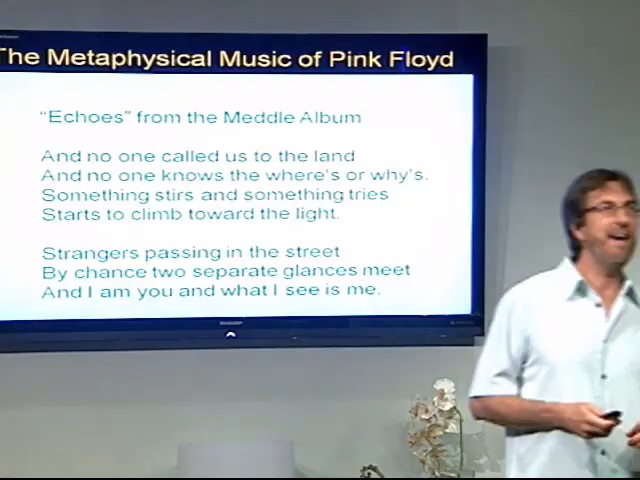 The Metaphysical Music of Pink Floyd
"Echoes" from the Meddle Album
And no one called us to the land
And no one knows the where's or why's.
Something stirs and something tries
Starts to climb toward the light.
Strangers passing in the street
By chance two separate glances meet
And I am you and what I see is me.